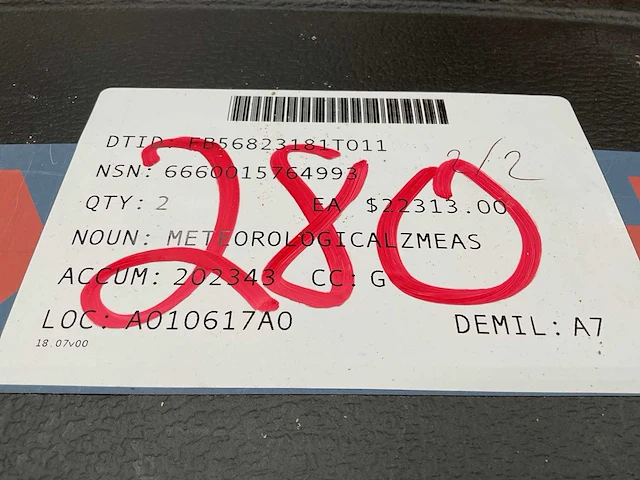 DTID: FB56823181T011
NSN: 6660015764993
2/2
QTY: 2 EA $22313.00
280
NOUN: METEOROLOGICALZMEAS
ACCUM: 202343 CC: G
LOC: A010617A0
DEMIL: A7
18.07v00